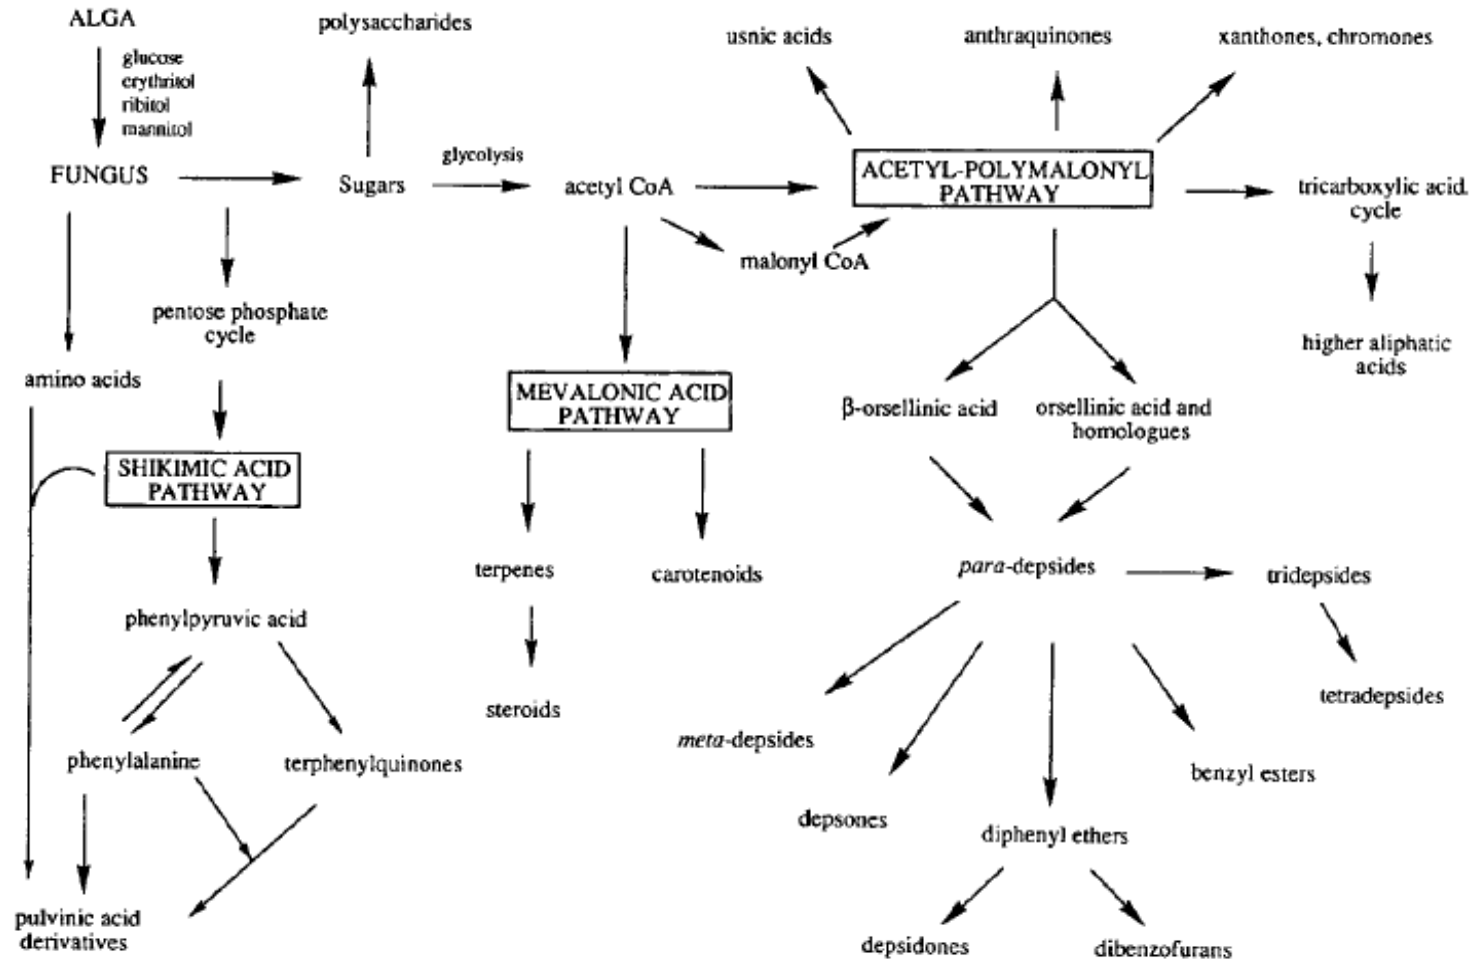 ALGA
glucose
erythritol
ribitol
mannitol
FUNGUS
polysaccharides
Sugars
glycolysis
acetyl CoA
malonyl CoA
usnic acids
anthraquinones
xanthones, chromones
ACETYL-POLYMALONYL
PATHWAY
tricarboxylic acid
cycle
higher aliphatic
acids
pentose phosphate
cycle
amino acids
SHIKIMIC ACID
PATHWAY
MEVALONIC ACID
PATHWAY
β-orsellinic acid
orsellinic acid and
homologues
terpenes
carotenoids
steroids
para-depsides
tridepsides
tetradepsides
phenylpyruvic acid
phenylalanine
terphenylquinones
meta-depsides
depsones
diphenyl ethers
benzyl esters
pulvinic acid
derivatives
depsidones
dibenzofurans